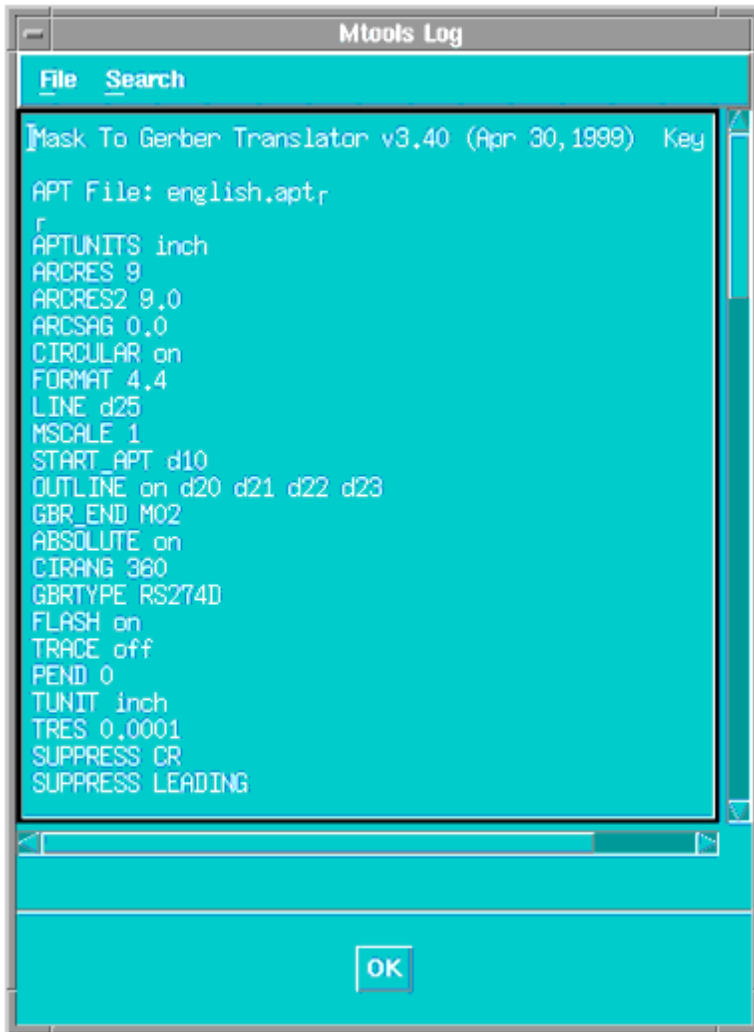 Mtools Log
File Search
Mask To Gerber Translator v3.40 (Apr 30,1999) Key
APT File: english.apt
APTUNITS inch
ARCRES 9
ARCRES2 9.0
ARCSAG 0.0
CIRCULAR on
FORMAT 4.4
LINE d25
MSCALE 1
START_APT d10
OUTLINE on d20 d21 d22 d23
GBR_END M02
ABSOLUTE on
CIRANG 360
GBRTYPE RS274D
FLASH on
TRACE off
PEND 0
TUNIT inch
TRES 0.0001
SUPPRESS CR
SUPPRESS LEADING
OK